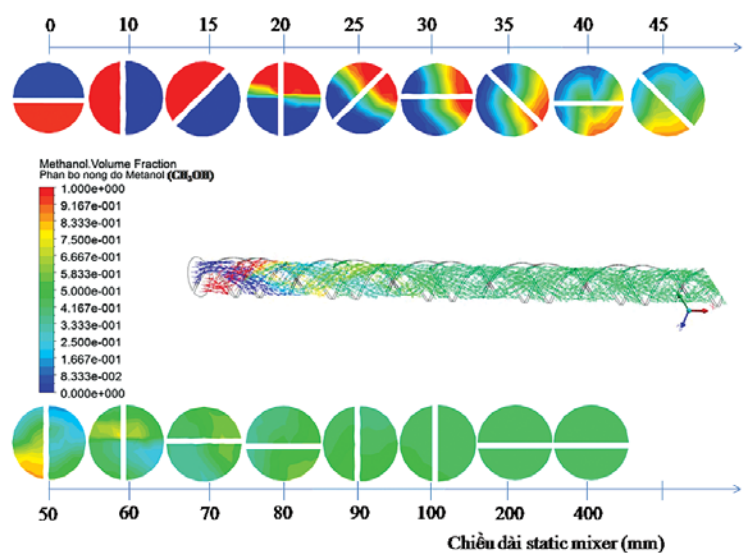 0 10 15 20 25 30 35 40 45
Methanol.Volume Fraction
Phan bo nong do Metanol (CH₃OH)
1.000e+000
9.167e-001
8.333e-001
7.500e-001
6.667e-001
5.833e-001
5.000e-001
4.167e-001
3.333e-001
2.500e-001
1.667e-001
8.333e-002
0.000e+000
50 60 70 80 90 100 200 400
Chiều dài static mixer (mm)